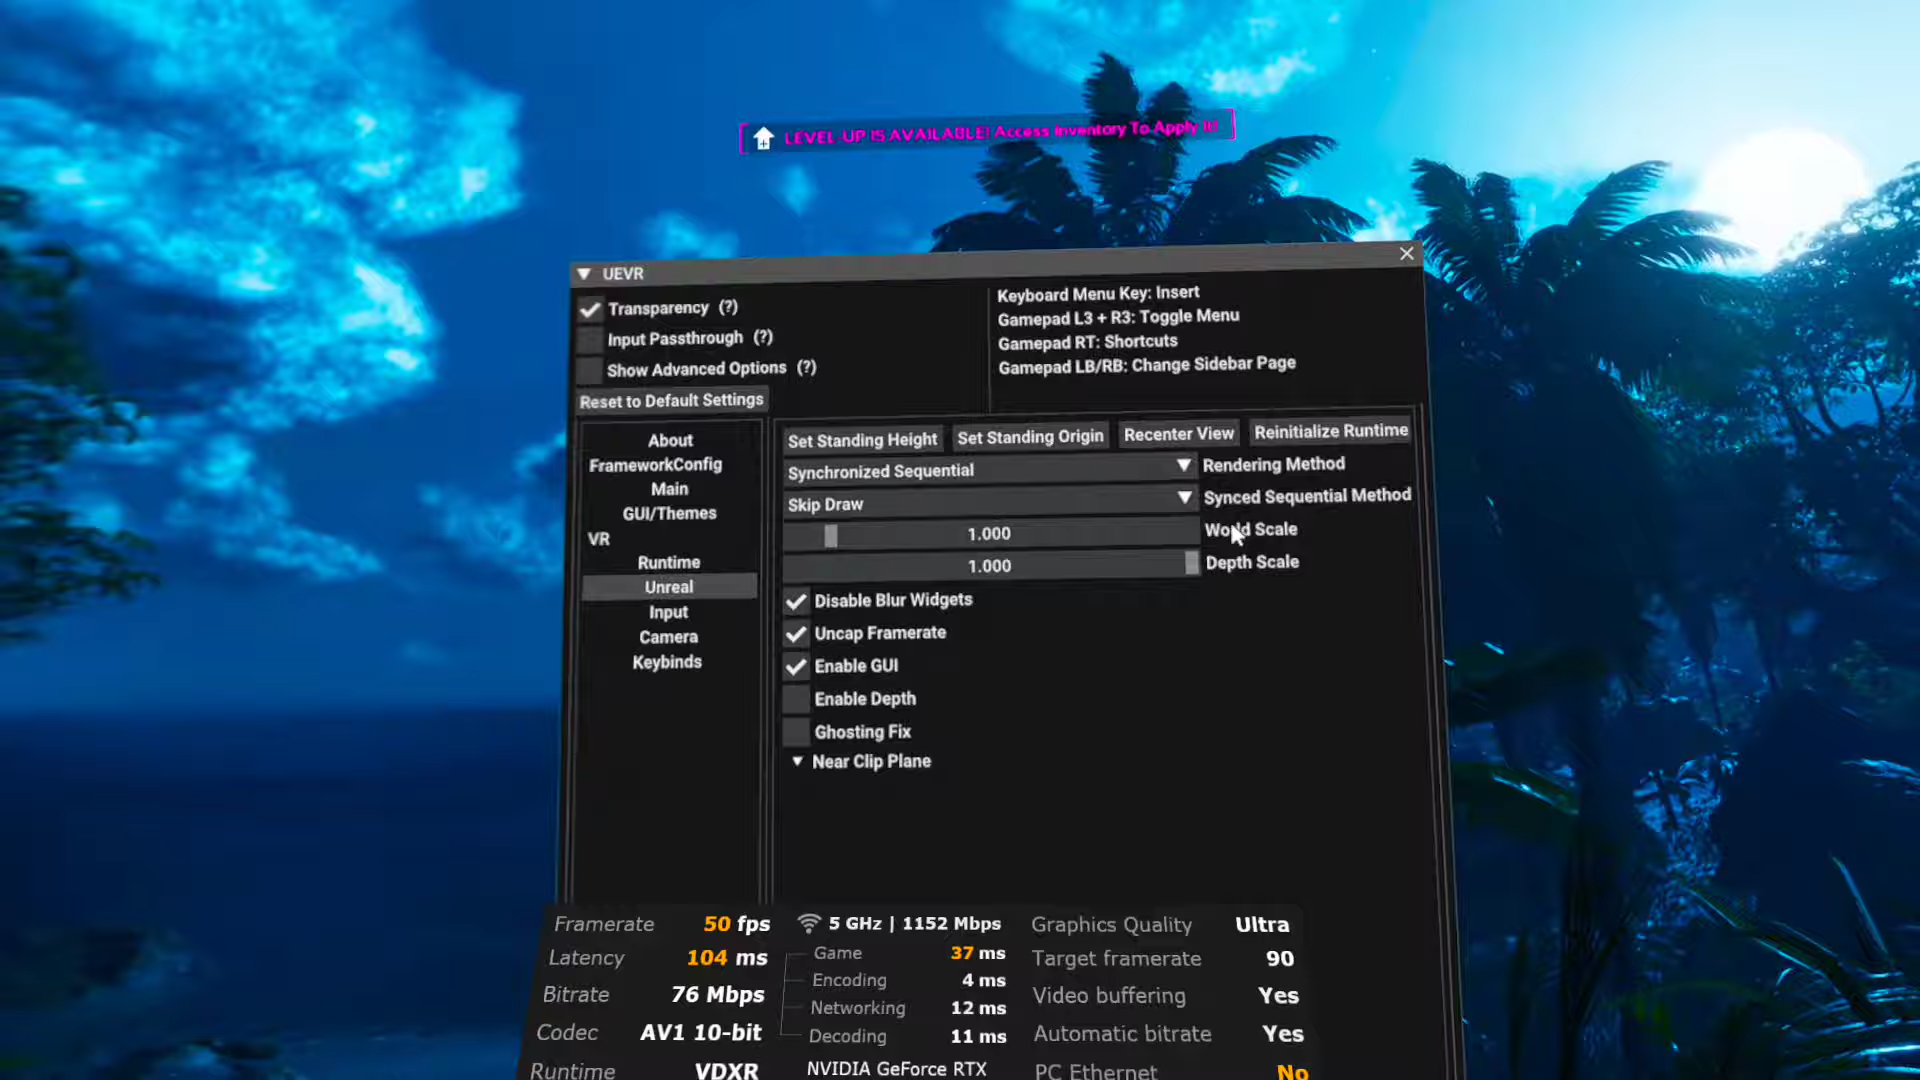 LEVEL UP IS AVAILABLE! Access Inventory To Apply It!
UEVR
Transparency (?)
Input Passthrough (?)
Show Advanced Options (?)
Reset to Default Settings
Keyboard Menu Key: Insert
Gamepad L3 + R3: Toggle Menu
Gamepad RT: Shortcuts
Gamepad LB/RB: Change Sidebar Page
About
FrameworkConfig
Main
GUI/Themes
VR
Runtime
Unreal
Input
Camera
Keybinds
Set Standing Height Set Standing Origin Recenter View Reinitialize Runtime
Synchronized Sequential Rendering Method
Skip Draw Synced Sequential Method
1.000 World Scale
1.000 Depth Scale
Disable Blur Widgets
Uncap Framerate
Enable GUI
Enable Depth
Ghosting Fix
Near Clip Plane
Framerate 50 fps
Latency 104 ms
Bitrate 76 Mbps
Codec AV1 10-bit
Runtime VDXR
5 GHz | 1152 Mbps
Game 37 ms
Encoding 4 ms
Networking 12 ms
Decoding 11 ms
NVIDIA GeForce RTX
Graphics Quality Ultra
Target framerate 90
Video buffering Yes
Automatic bitrate Yes
PC Ethernet No